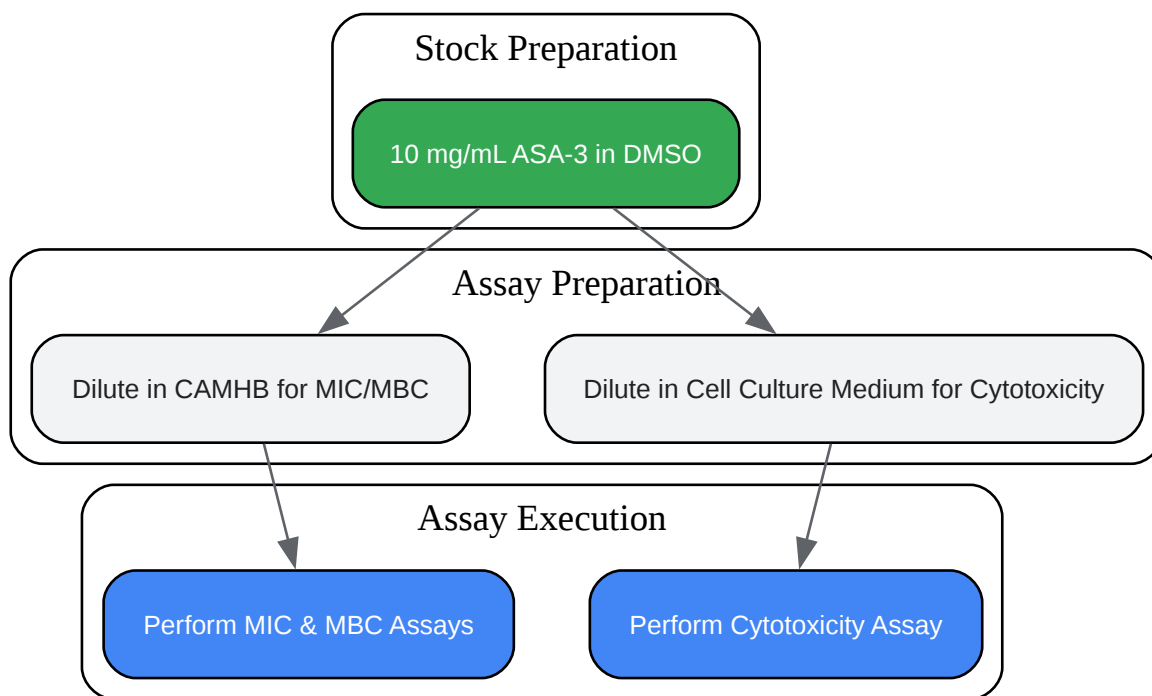 Stock Preparation
10 mg/mL ASA-3 in DMSO
Assay Preparation
Dilute in CAMHB for MIC/MBC
Dilute in Cell Culture Medium for Cytotoxicity
Assay Execution
Perform MIC & MBC Assays
Perform Cytotoxicity Assay